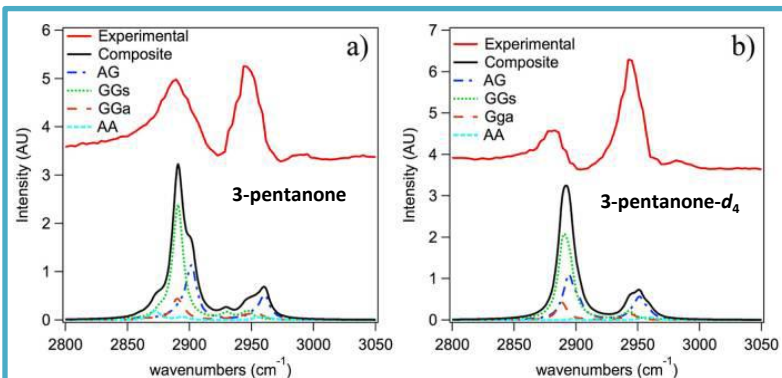 6
5
4
3
2
1
0
Intensity (AU)
Experimental
Composite
AG
GGs
GGa
AA
a)
3-pentanone
2800 2850 2900 2950 3000 3050
wavenumbers (cm-1)
7
6
5
4
3
2
1
0
Intensity (AU)
Experimental
Composite
AG
GGs
Gga
AA
b)
3-pentanone-d4
2800 2850 2900 2950 3000 3050
wavenumbers (cm-1)